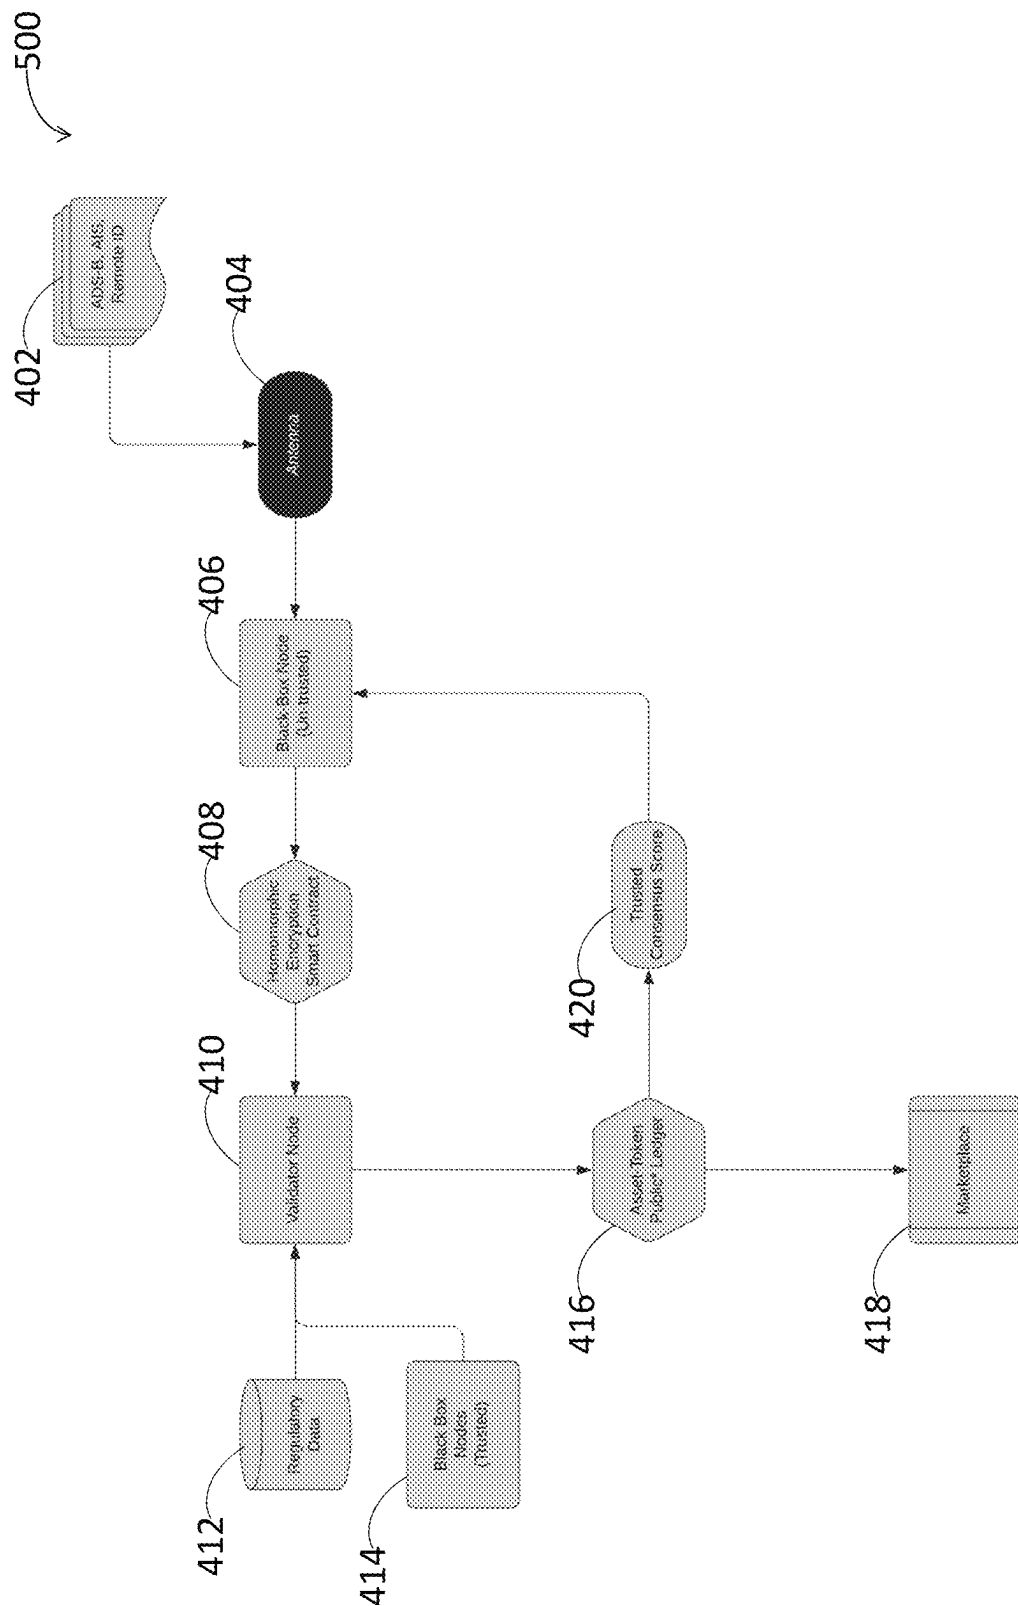 500
402
ADS-B, AIS,
Remote ID
404
Antenna
406
Black Box Node
(Un-trusted)
408
Homomorphic
Encryption
Smart Contract
410
Validator Node
412
Regulatory
Data
414
Black Box
Nodes
(Trusted)
416
Asset Token
Public* Ledger
420
Trusted
Consensus Score
418
Marketplace